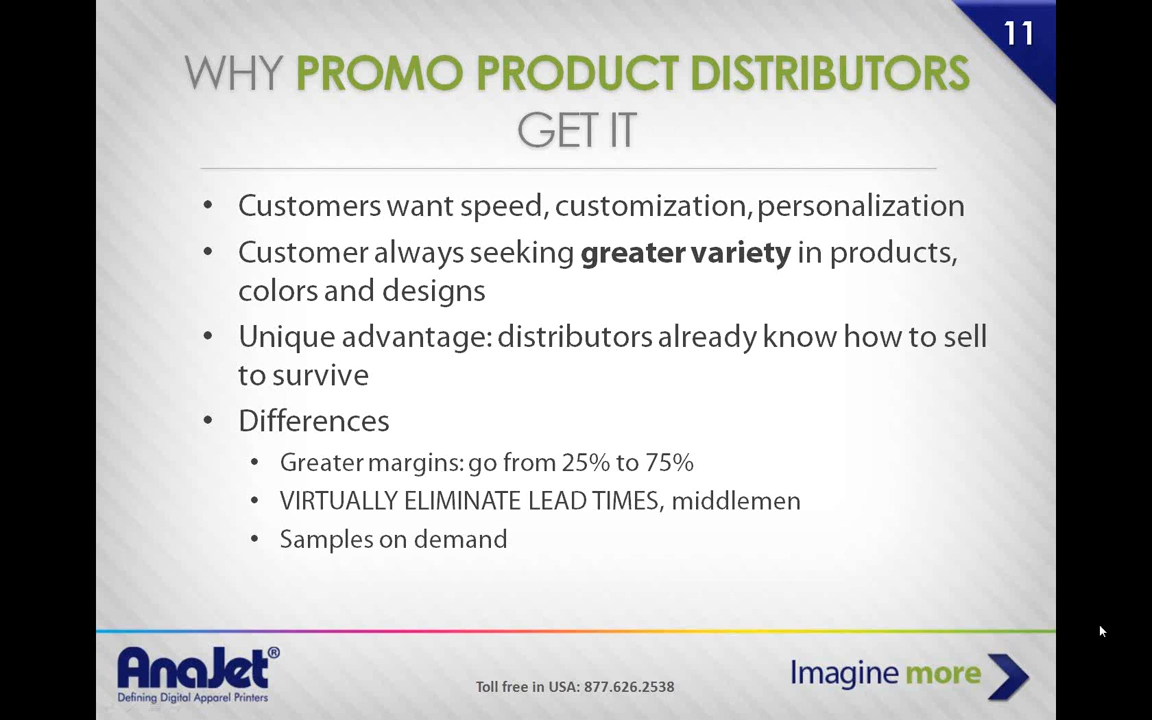 11
WHY PROMO PRODUCT DISTRIBUTORS
GET IT
• Customers want speed, customization, personalization
• Customer always seeking greater variety in products,
colors and designs
• Unique advantage: distributors already know how to sell
to survive
• Differences
• Greater margins: go from 25% to 75%
• VIRTUALLY ELIMINATE LEAD TIMES, middlemen
• Samples on demand
AnaJet®
Defining Digital Apparel Printers
Toll free in USA: 877.626.2538
Imagine more